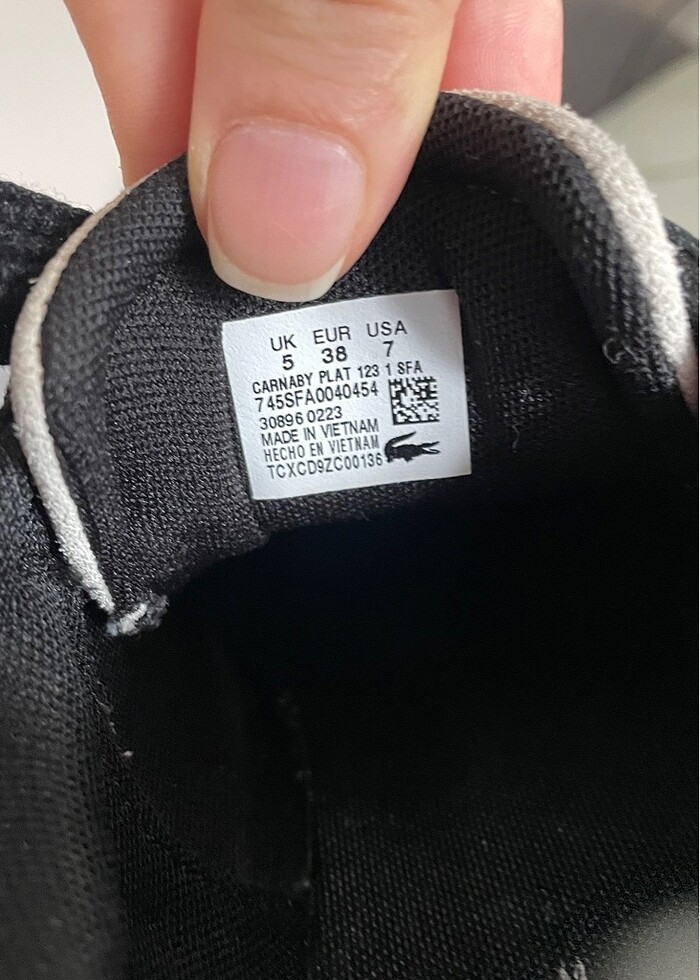 UK EUR USA
5 38 7
CARNABY PLAT 123 1 SFA
745SFA0040454
30896 0223
MADE IN VIETNAM
HECHO EN VIETNAM
TCXCD9ZC00136